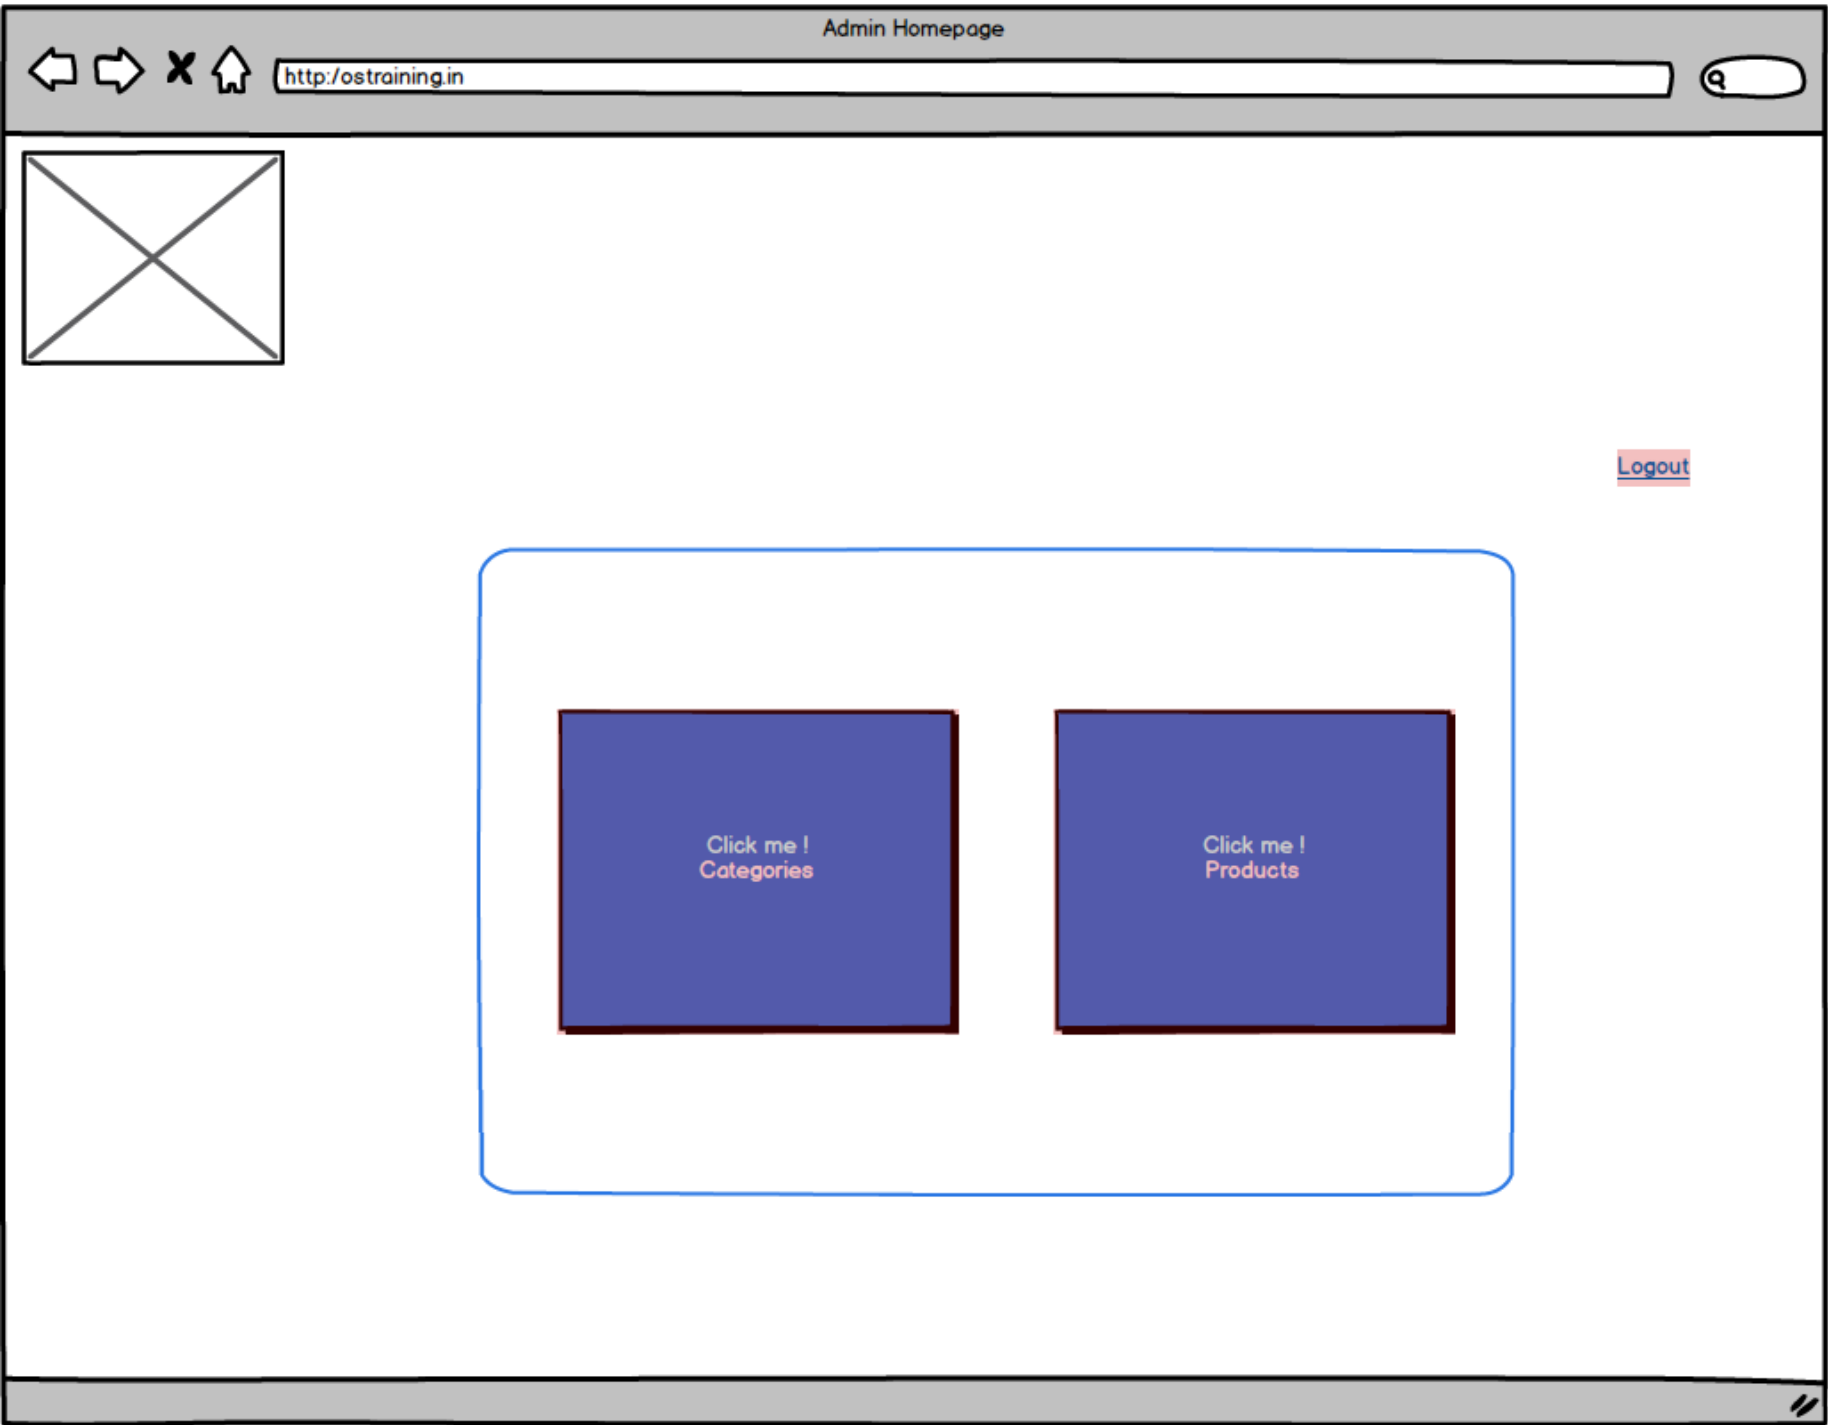 Admin Homepage
http:/ostraining.in
Logout
Click me !
Categories
Click me !
Products